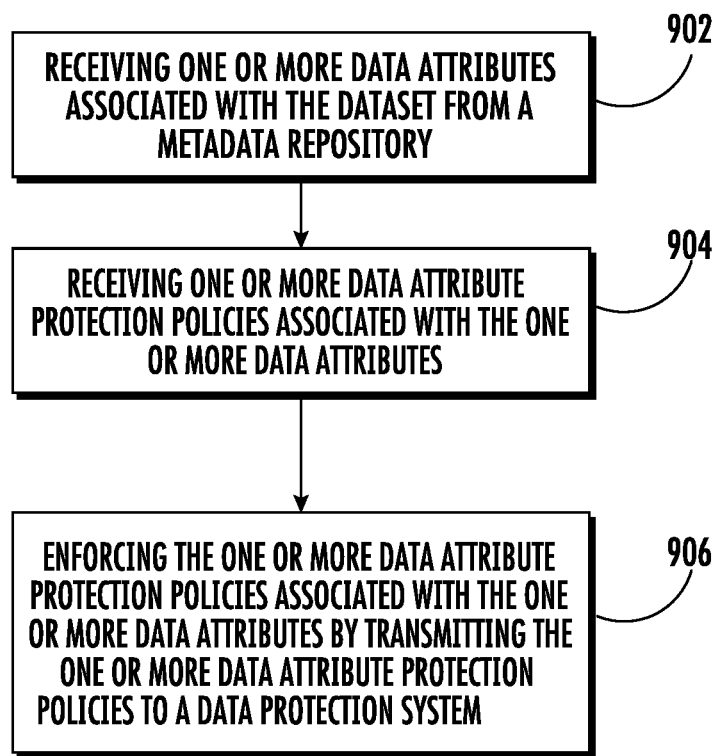 902
RECEIVING ONE OR MORE DATA ATTRIBUTES
ASSOCIATED WITH THE DATASET FROM A
METADATA REPOSITORY
904
RECEIVING ONE OR MORE DATA ATTRIBUTE
PROTECTION POLICIES ASSOCIATED WITH THE ONE
OR MORE DATA ATTRIBUTES
906
ENFORCING THE ONE OR MORE DATA ATTRIBUTE
PROTECTION POLICIES ASSOCIATED WITH THE ONE
OR MORE DATA ATTRIBUTES BY TRANSMITTING THE
ONE OR MORE DATA ATTRIBUTE PROTECTION
POLICIES TO A DATA PROTECTION SYSTEM